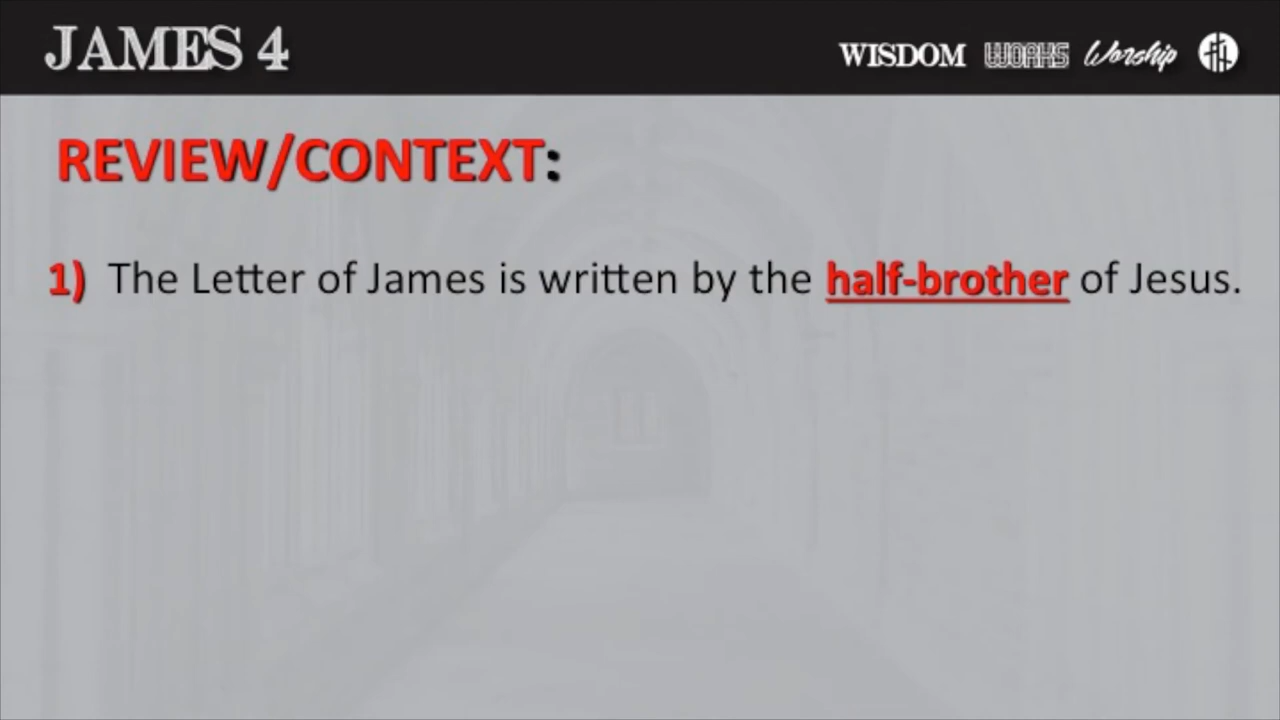 JAMES 4
WISDOM WORKS Worship
REVIEW/CONTEXT:
1) The Letter of James is written by the half-brother of Jesus.